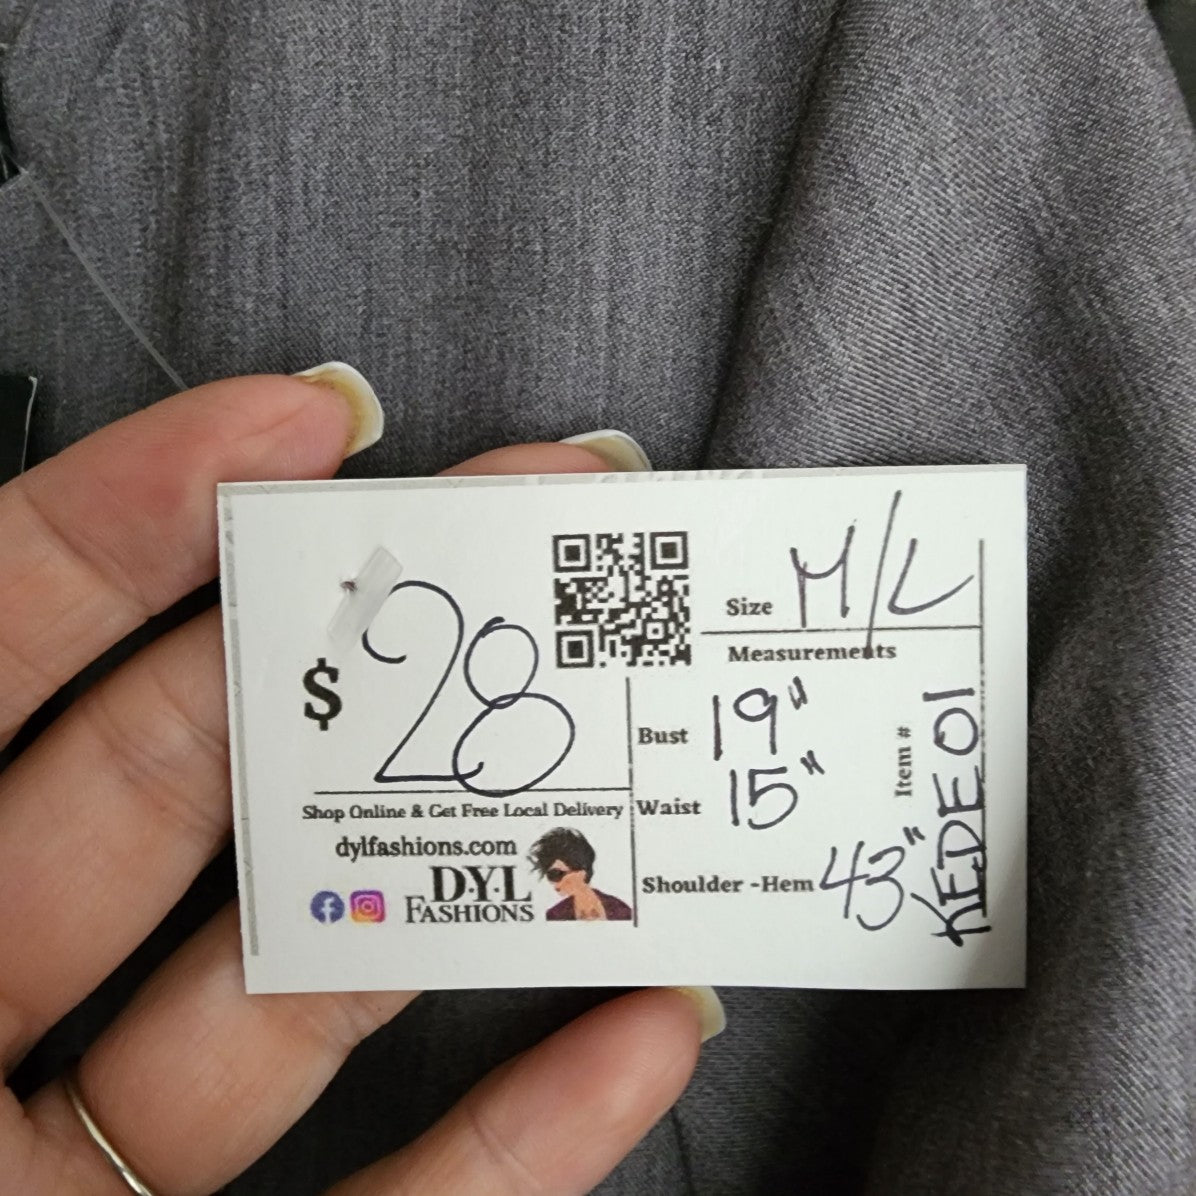 $28
Shop Online & Get Free Local Delivery
dylfashions.com
D·Y·L
FASHIONS
Size M/L
Measurements
Bust 19"
Waist 15"
Shoulder -Hem 43"
Item # KEDE01